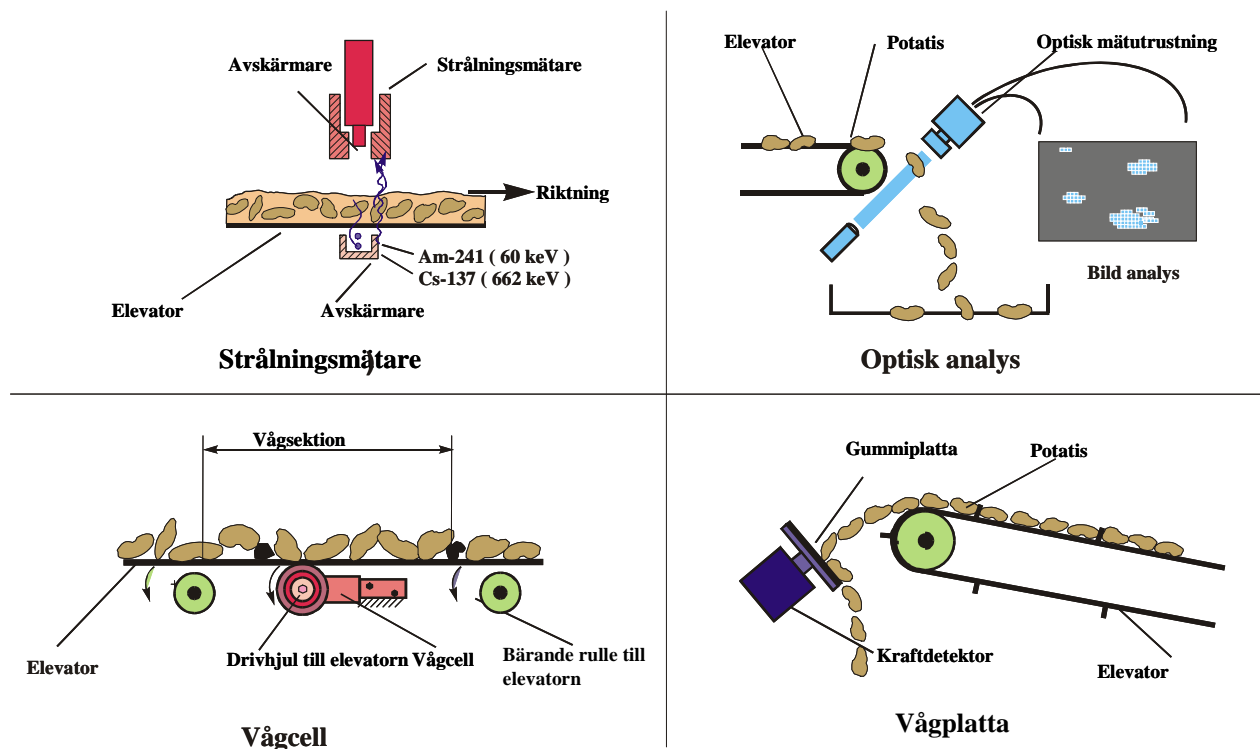 Avskärmare
Strålningsmätare
Riktning
Am-241 ( 60 keV )
Cs-137 ( 662 keV )
Elevator
Avskärmare
Strålningsmätare
Elevator
Potatis
Optisk mätutrustning
Bild analys
Optisk analys
Vågsektion
Elevator
Drivhjul till elevatorn
Vågcell
Bärande rulle till
elevatorn
Vågcell
Gummiplatta
Potatis
Kraftdetektor
Elevator
Vågplatta